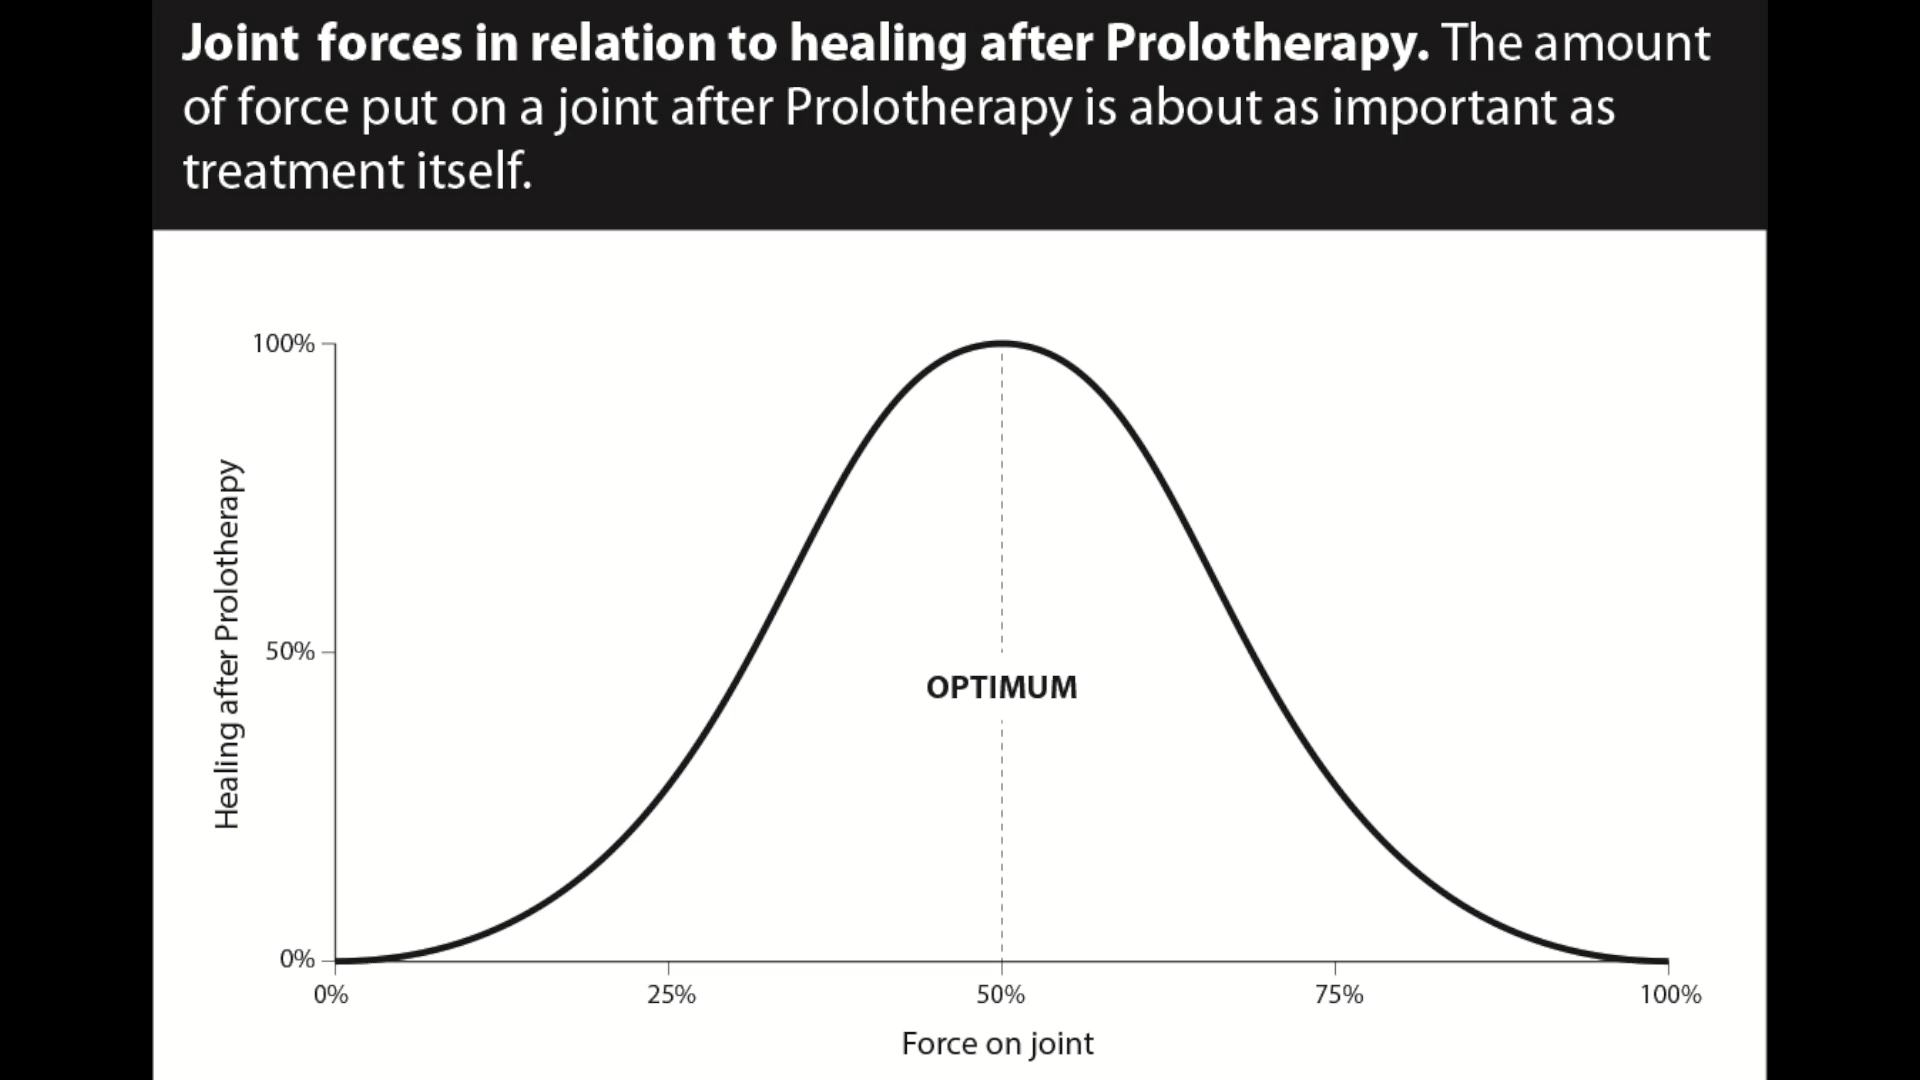 Joint forces in relation to healing after Prolotherapy. The amount
of force put on a joint after Prolotherapy is about as important as
treatment itself.
100%
Healing after Prolotherapy
50%
OPTIMUM
0%
0%
25%
50%
75%
100%
Force on joint